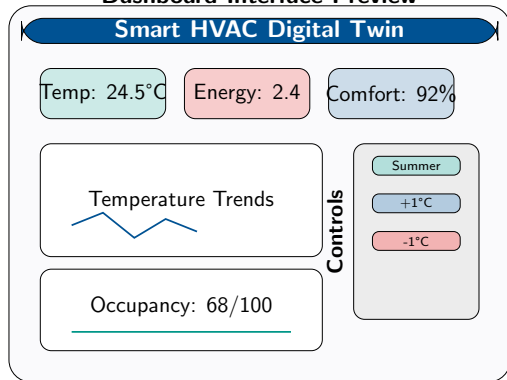 Dashboard Interface Preview
Smart HVAC Digital Twin
Temp: 24.5°C
Energy: 2.4
Comfort: 92%
Temperature Trends
Controls
Summer
+1°C
-1°C
Occupancy: 68/100